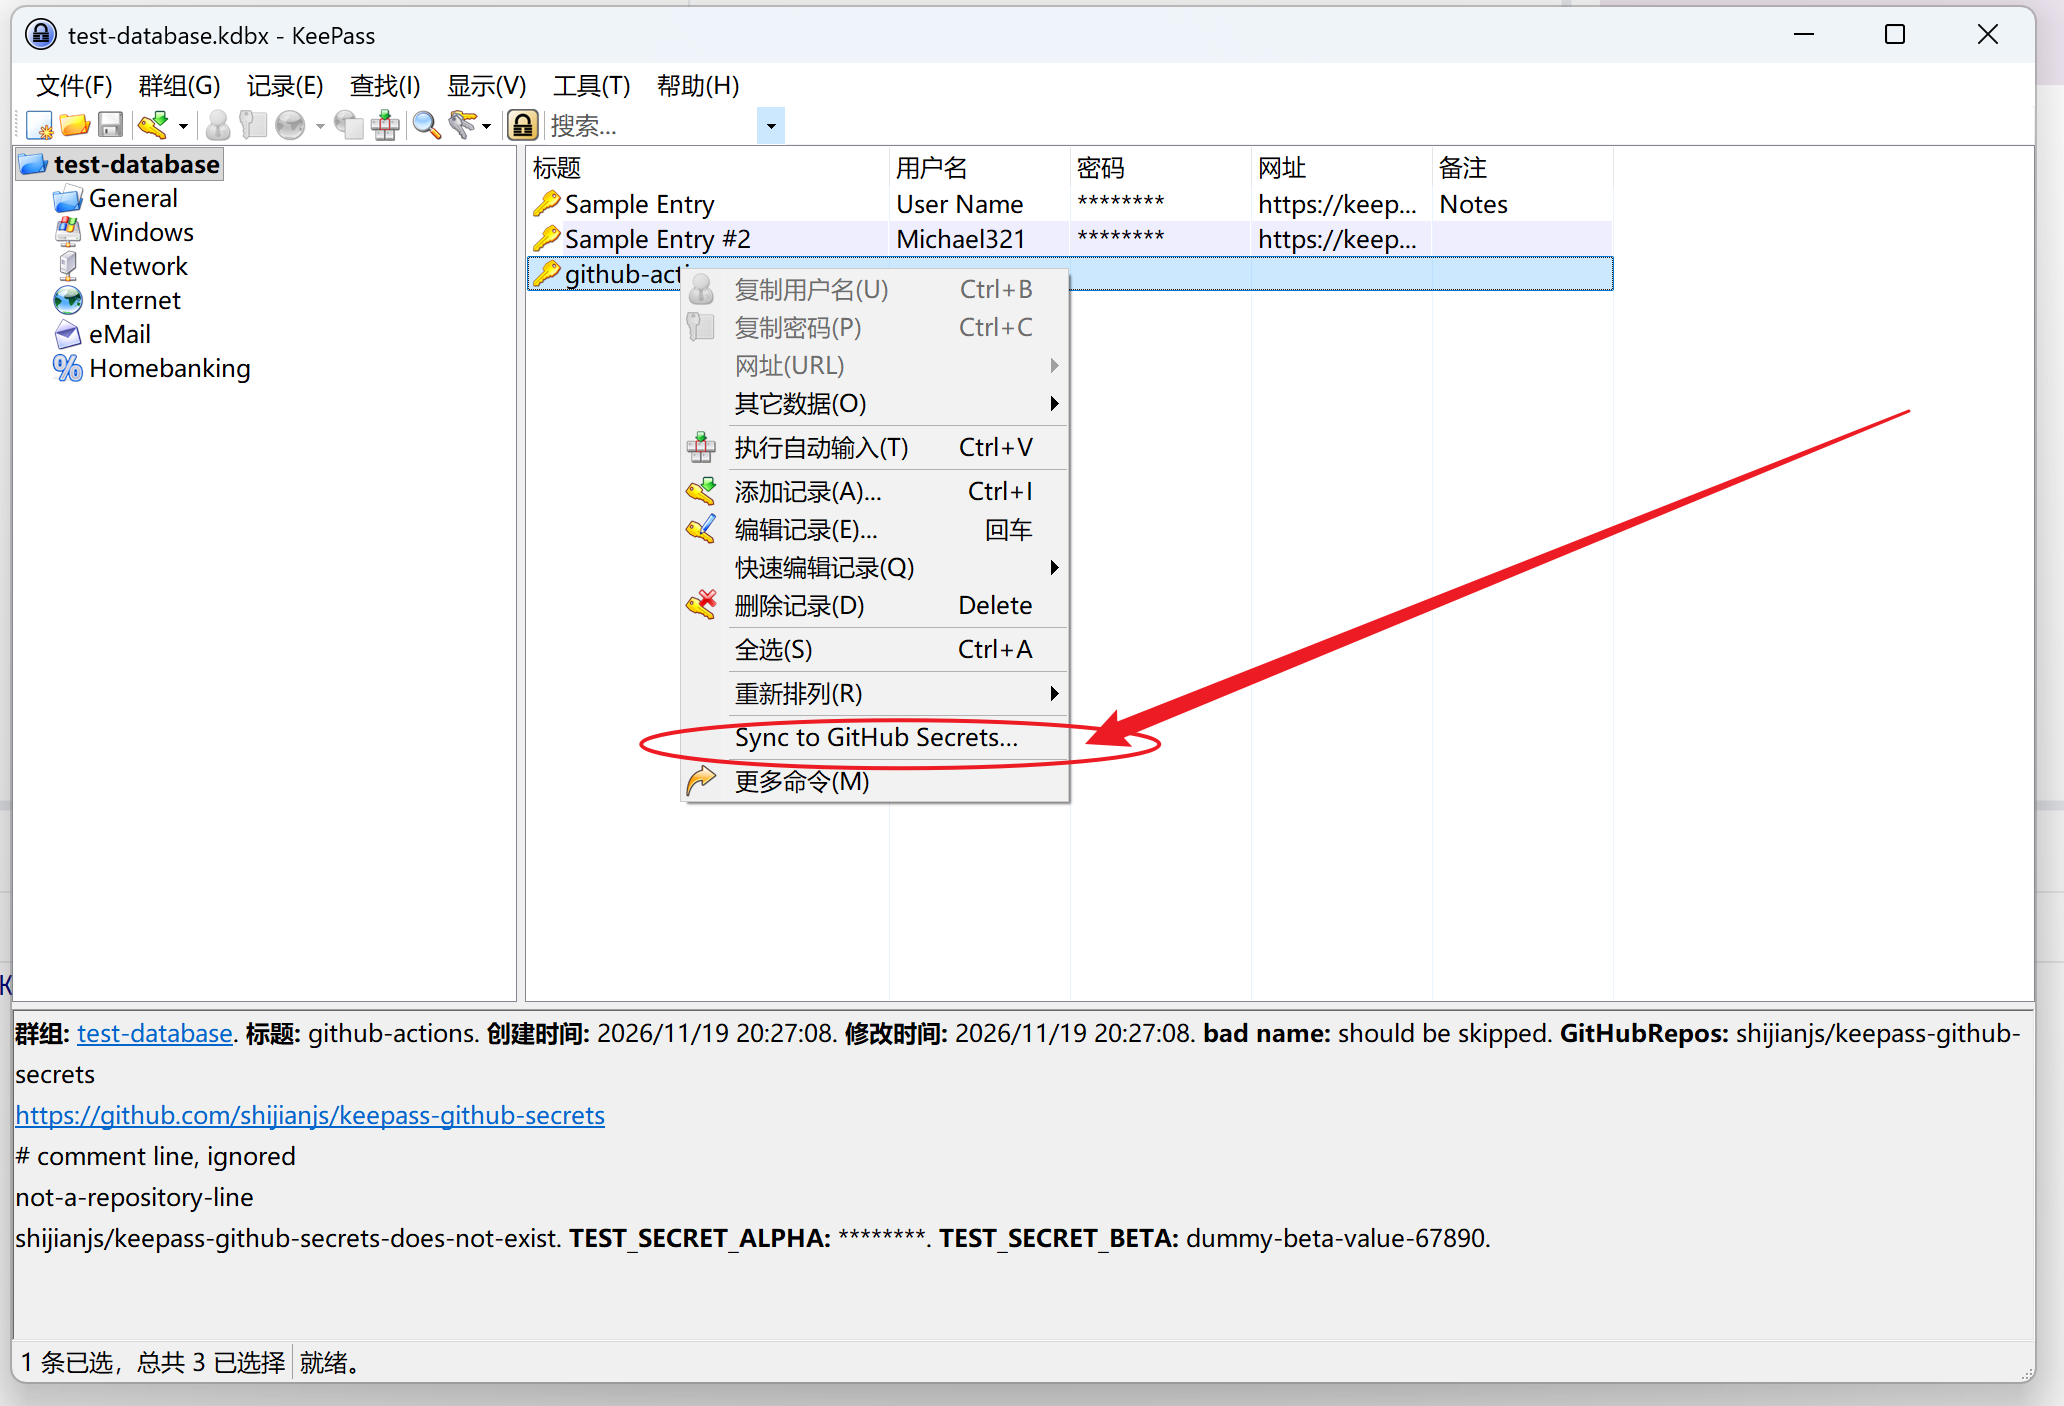 test-database.kdbx - KeePass
文件(F) 群组(G) 记录(E) 查找(I) 显示(V) 工具(T) 帮助(H)
搜索...
test-database
General
Windows
Network
Internet
eMail
Homebanking
标题 用户名 密码 网址 备注
Sample Entry User Name ******** https://keep... Notes
Sample Entry #2 Michael321 ******** https://keep...
github-acti
复制用户名(U) Ctrl+B
复制密码(P) Ctrl+C
网址(URL)
其它数据(O)
执行自动输入(T) Ctrl+V
添加记录(A)... Ctrl+I
编辑记录(E)... 回车
快速编辑记录(Q)
删除记录(D) Delete
全选(S) Ctrl+A
重新排列(R)
Sync to GitHub Secrets...
更多命令(M)
K
群组: test-database. 标题: github-actions. 创建时间: 2026/11/19 20:27:08. 修改时间: 2026/11/19 20:27:08. bad name: should be skipped. GitHubRepos: shijianjs/keepass-github-
secrets
https://github.com/shijianjs/keepass-github-secrets
# comment line, ignored
not-a-repository-line
shijianjs/keepass-github-secrets-does-not-exist. TEST_SECRET_ALPHA: ********. TEST_SECRET_BETA: dummy-beta-value-67890.
1 条已选，总共 3 已选择 就绪。